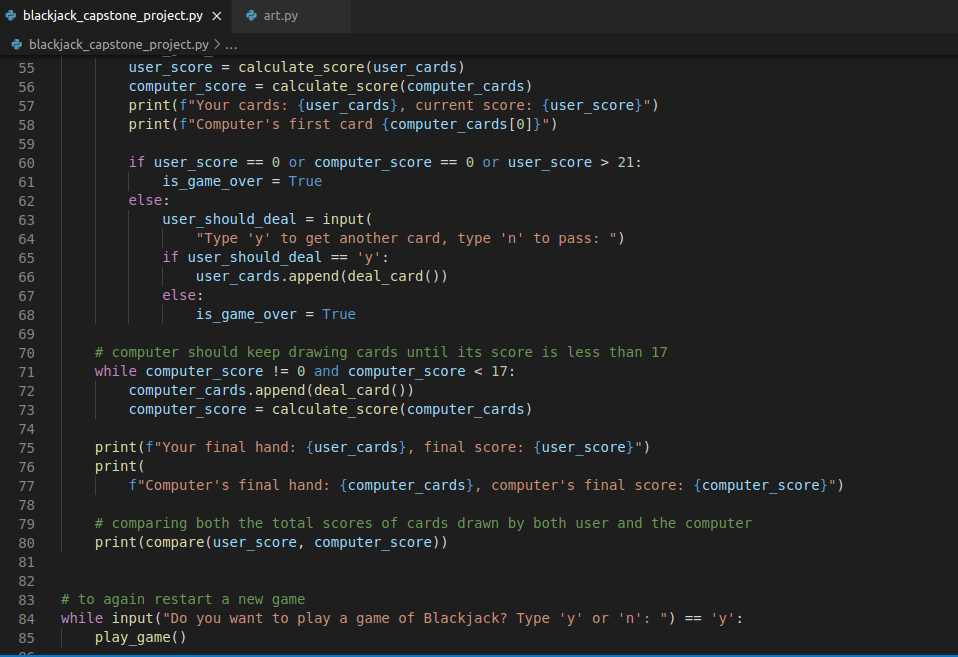 blackjack_capstone_project.py × art.py
blackjack_capstone_project.py > ...
55 user_score = calculate_score(user_cards)
56 computer_score = calculate_score(computer_cards)
57 print(f"Your cards: {user_cards}, current score: {user_score}")
58 print(f"Computer's first card {computer_cards[0]}")
59
60 if user_score == 0 or computer_score == 0 or user_score > 21:
61 is_game_over = True
62 else:
63 user_should_deal = input(
64 "Type 'y' to get another card, type 'n' to pass: ")
65 if user_should_deal == 'y':
66 user_cards.append(deal_card())
67 else:
68 is_game_over = True
69
70 # computer should keep drawing cards until its score is less than 17
71 while computer_score != 0 and computer_score < 17:
72 computer_cards.append(deal_card())
73 computer_score = calculate_score(computer_cards)
74
75 print(f"Your final hand: {user_cards}, final score: {user_score}")
76 print(
77 f"Computer's final hand: {computer_cards}, computer's final score: {computer_score}")
78
79 # comparing both the total scores of cards drawn by both user and the computer
80 print(compare(user_score, computer_score))
81
82
83 # to again restart a new game
84 while input("Do you want to play a game of Blackjack? Type 'y' or 'n': ") == 'y':
85 play_game()